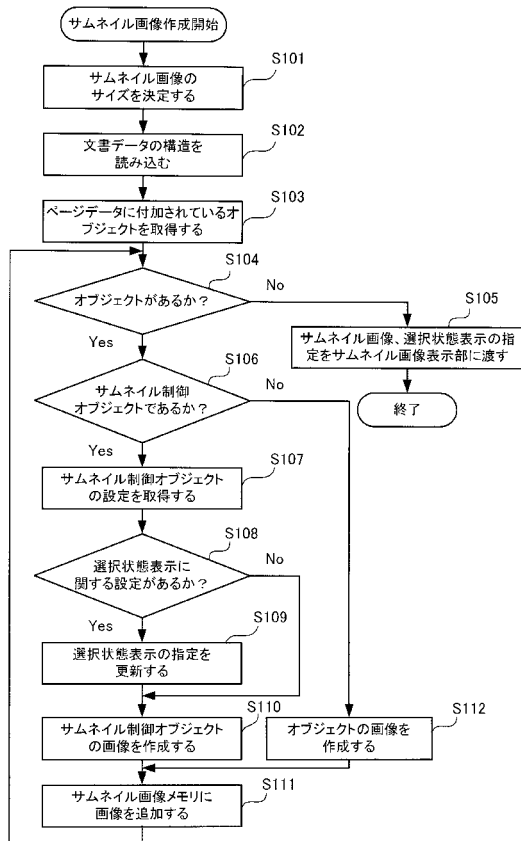 サムネイル画像作成開始
S101
サムネイル画像の
サイズを決定する
S102
文書データの構造を
読み込む
S103
ページデータに付加されているオ
ブジェクトを取得する
S104
オブジェクトがあるか?
No
Yes
S105
サムネイル画像、選択状態表示の指
定をサムネイル画像表示部に渡す
終了
S106
サムネイル制御
オブジェクトであるか?
No
Yes
S107
サムネイル制御オブジェクト
の設定を取得する
S108
選択状態表示に
関する設定があるか?
No
Yes
S109
選択状態表示の指定を
更新する
S110
サムネイル制御オブジェクト
の画像を作成する
S112
オブジェクトの画像を
作成する
S111
サムネイル画像メモリに
画像を追加する